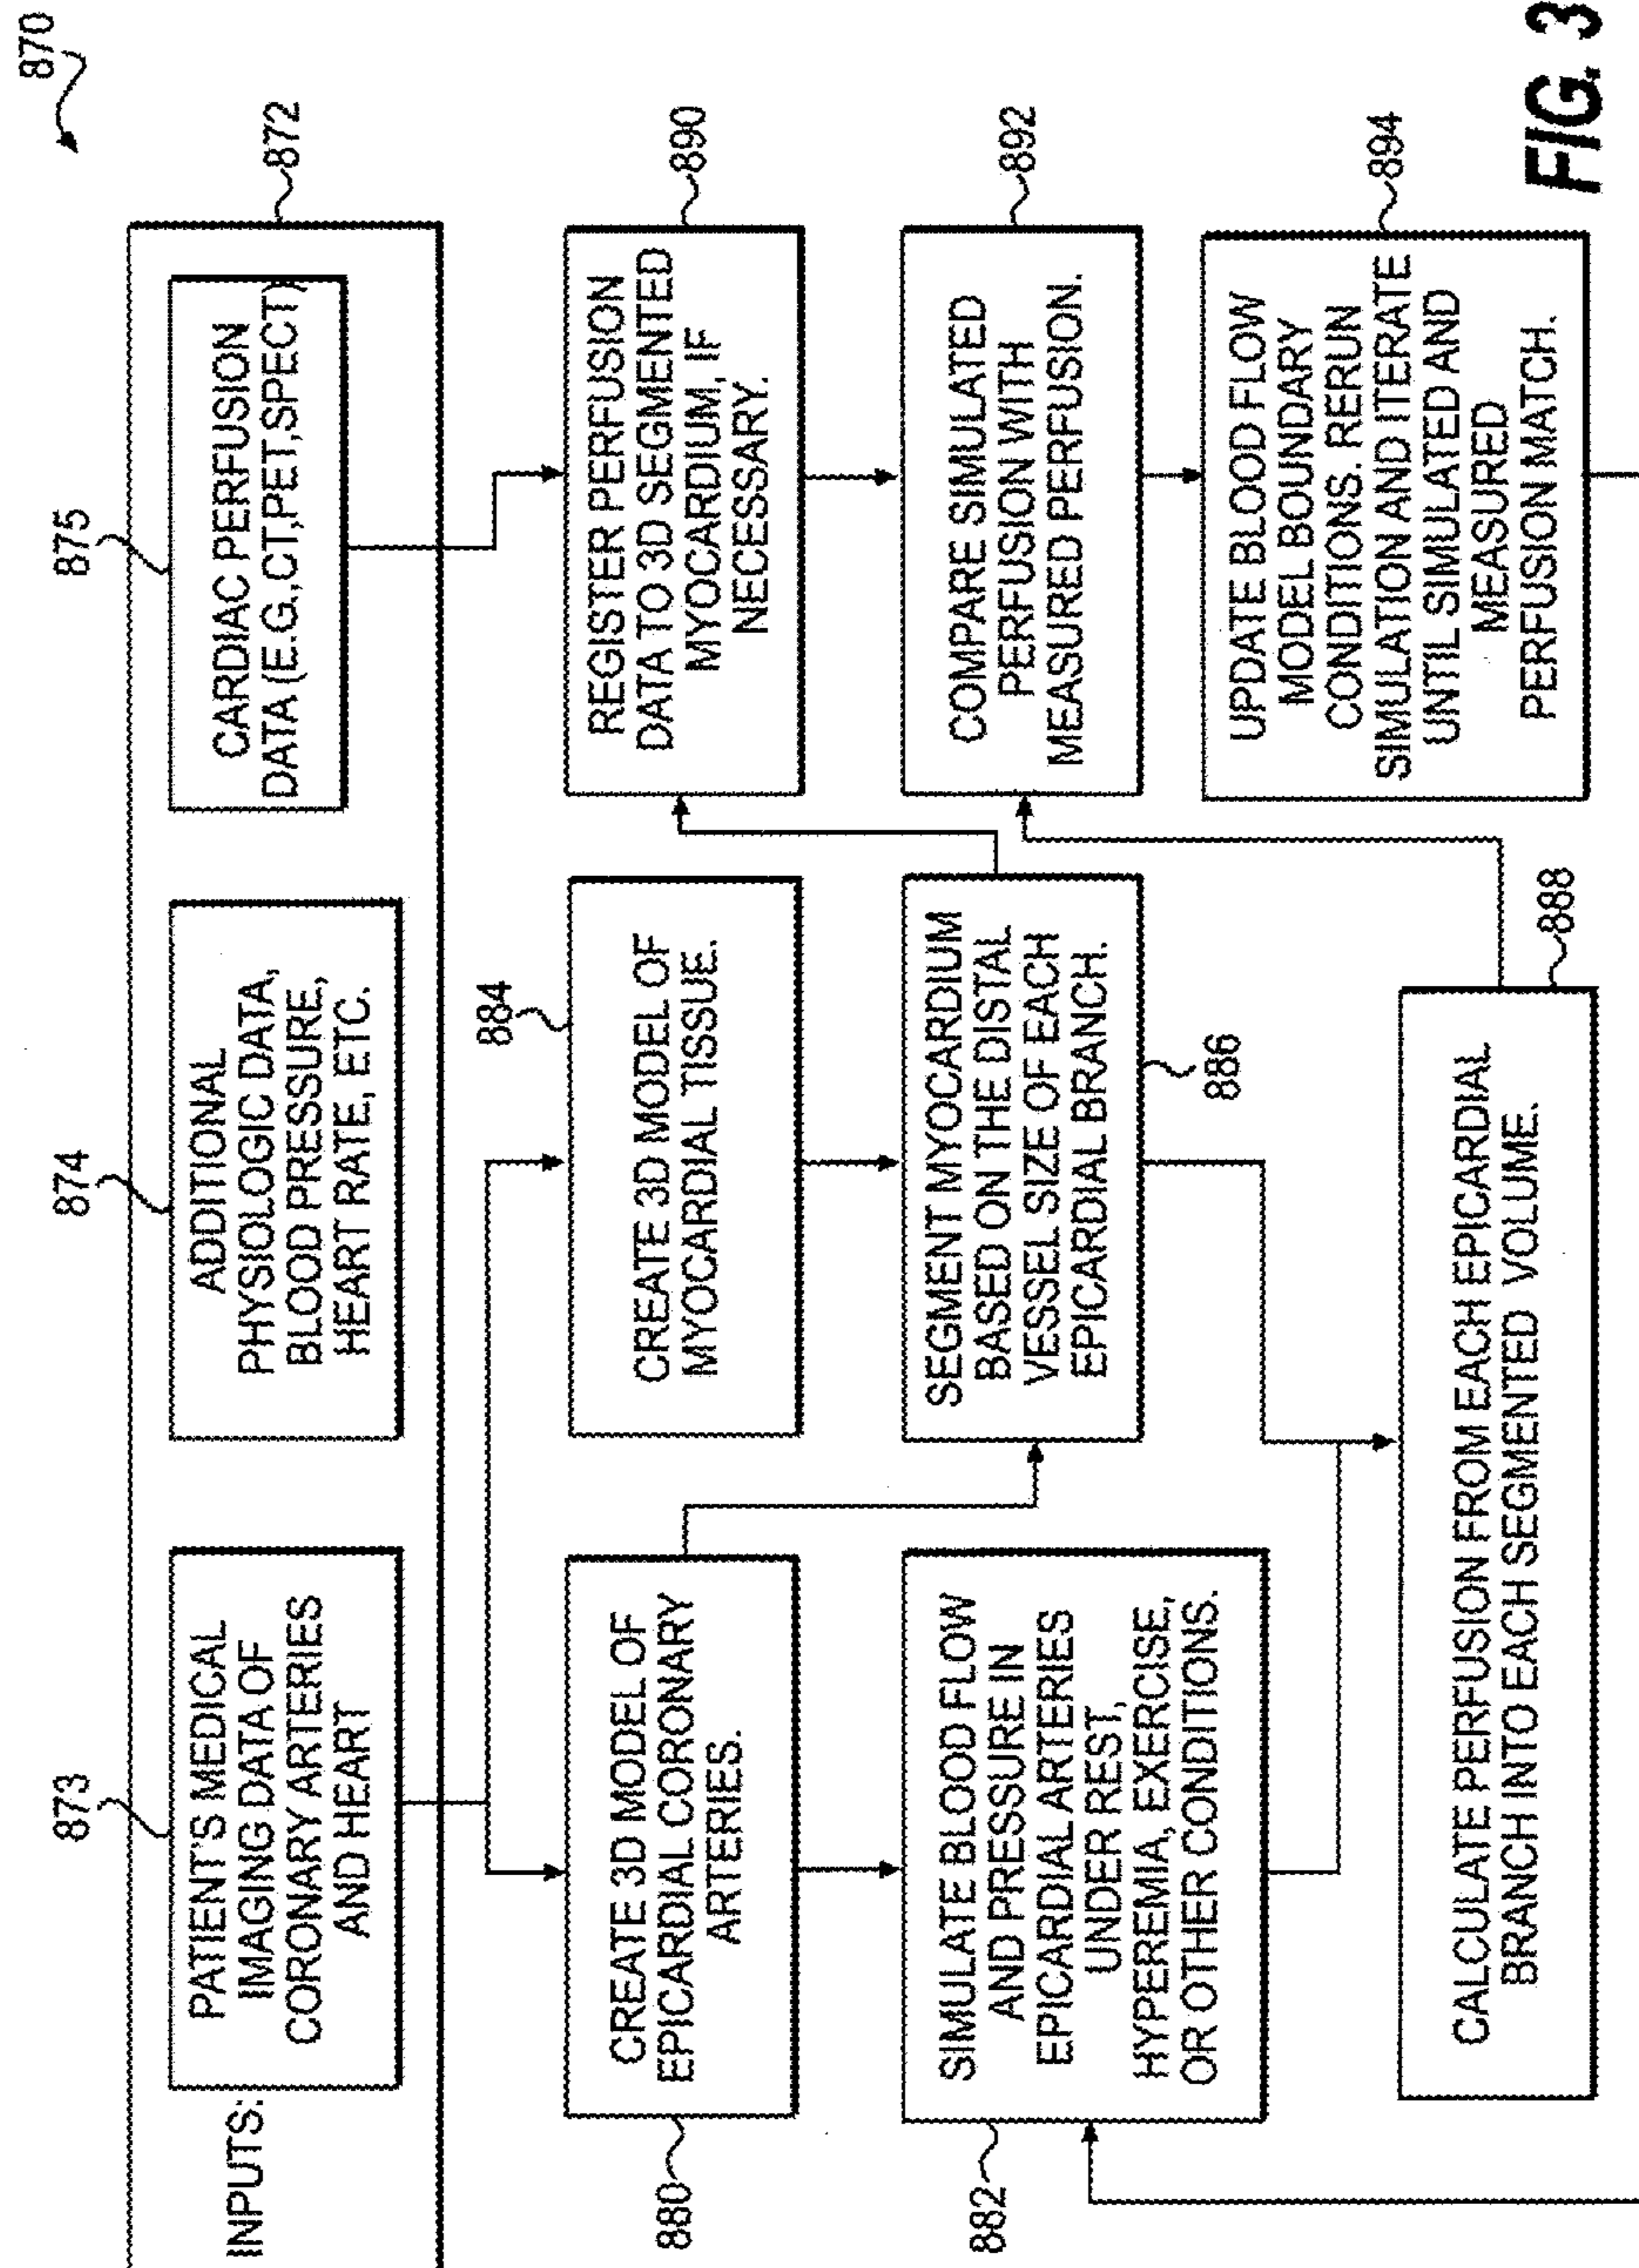 870
872
INPUTS:
873
PATIENT'S MEDICAL
IMAGING DATA OF
CORONARY ARTERIES
AND HEART
874
ADDITIONAL
PHYSIOLOGIC DATA,
BLOOD PRESSURE,
HEART RATE, ETC.
875
CARDIAC PERFUSION
DATA (E.G.,CT,PET,SPECT)
880
CREATE 3D MODEL OF
EPICARDIAL CORONARY
ARTERIES.
884
CREATE 3D MODEL OF
MYOCARDIAL TISSUE.
890
REGISTER PERFUSION
DATA TO 3D SEGMENTED
MYOCARDIUM, IF
NECESSARY.
882
SIMULATE BLOOD FLOW
AND PRESSURE IN
EPICARDIAL ARTERIES
UNDER REST,
HYPEREMIA, EXERCISE,
OR OTHER CONDITIONS.
SEGMENT MYOCARDIUM
BASED ON THE DISTAL
VESSEL SIZE OF EACH
EPICARDIAL BRANCH.
886
892
COMPARE SIMULATED
PERFUSION WITH
MEASURED PERFUSION.
888
CALCULATE PERFUSION FROM EACH EPICARDIAL
BRANCH INTO EACH SEGMENTED VOLUME.
894
UPDATE BLOOD FLOW
MODEL BOUNDARY
CONDITIONS. RERUN
SIMULATION AND ITERATE
UNTIL SIMULATED AND
MEASURED
PERFUSION MATCH.
FIG. 3